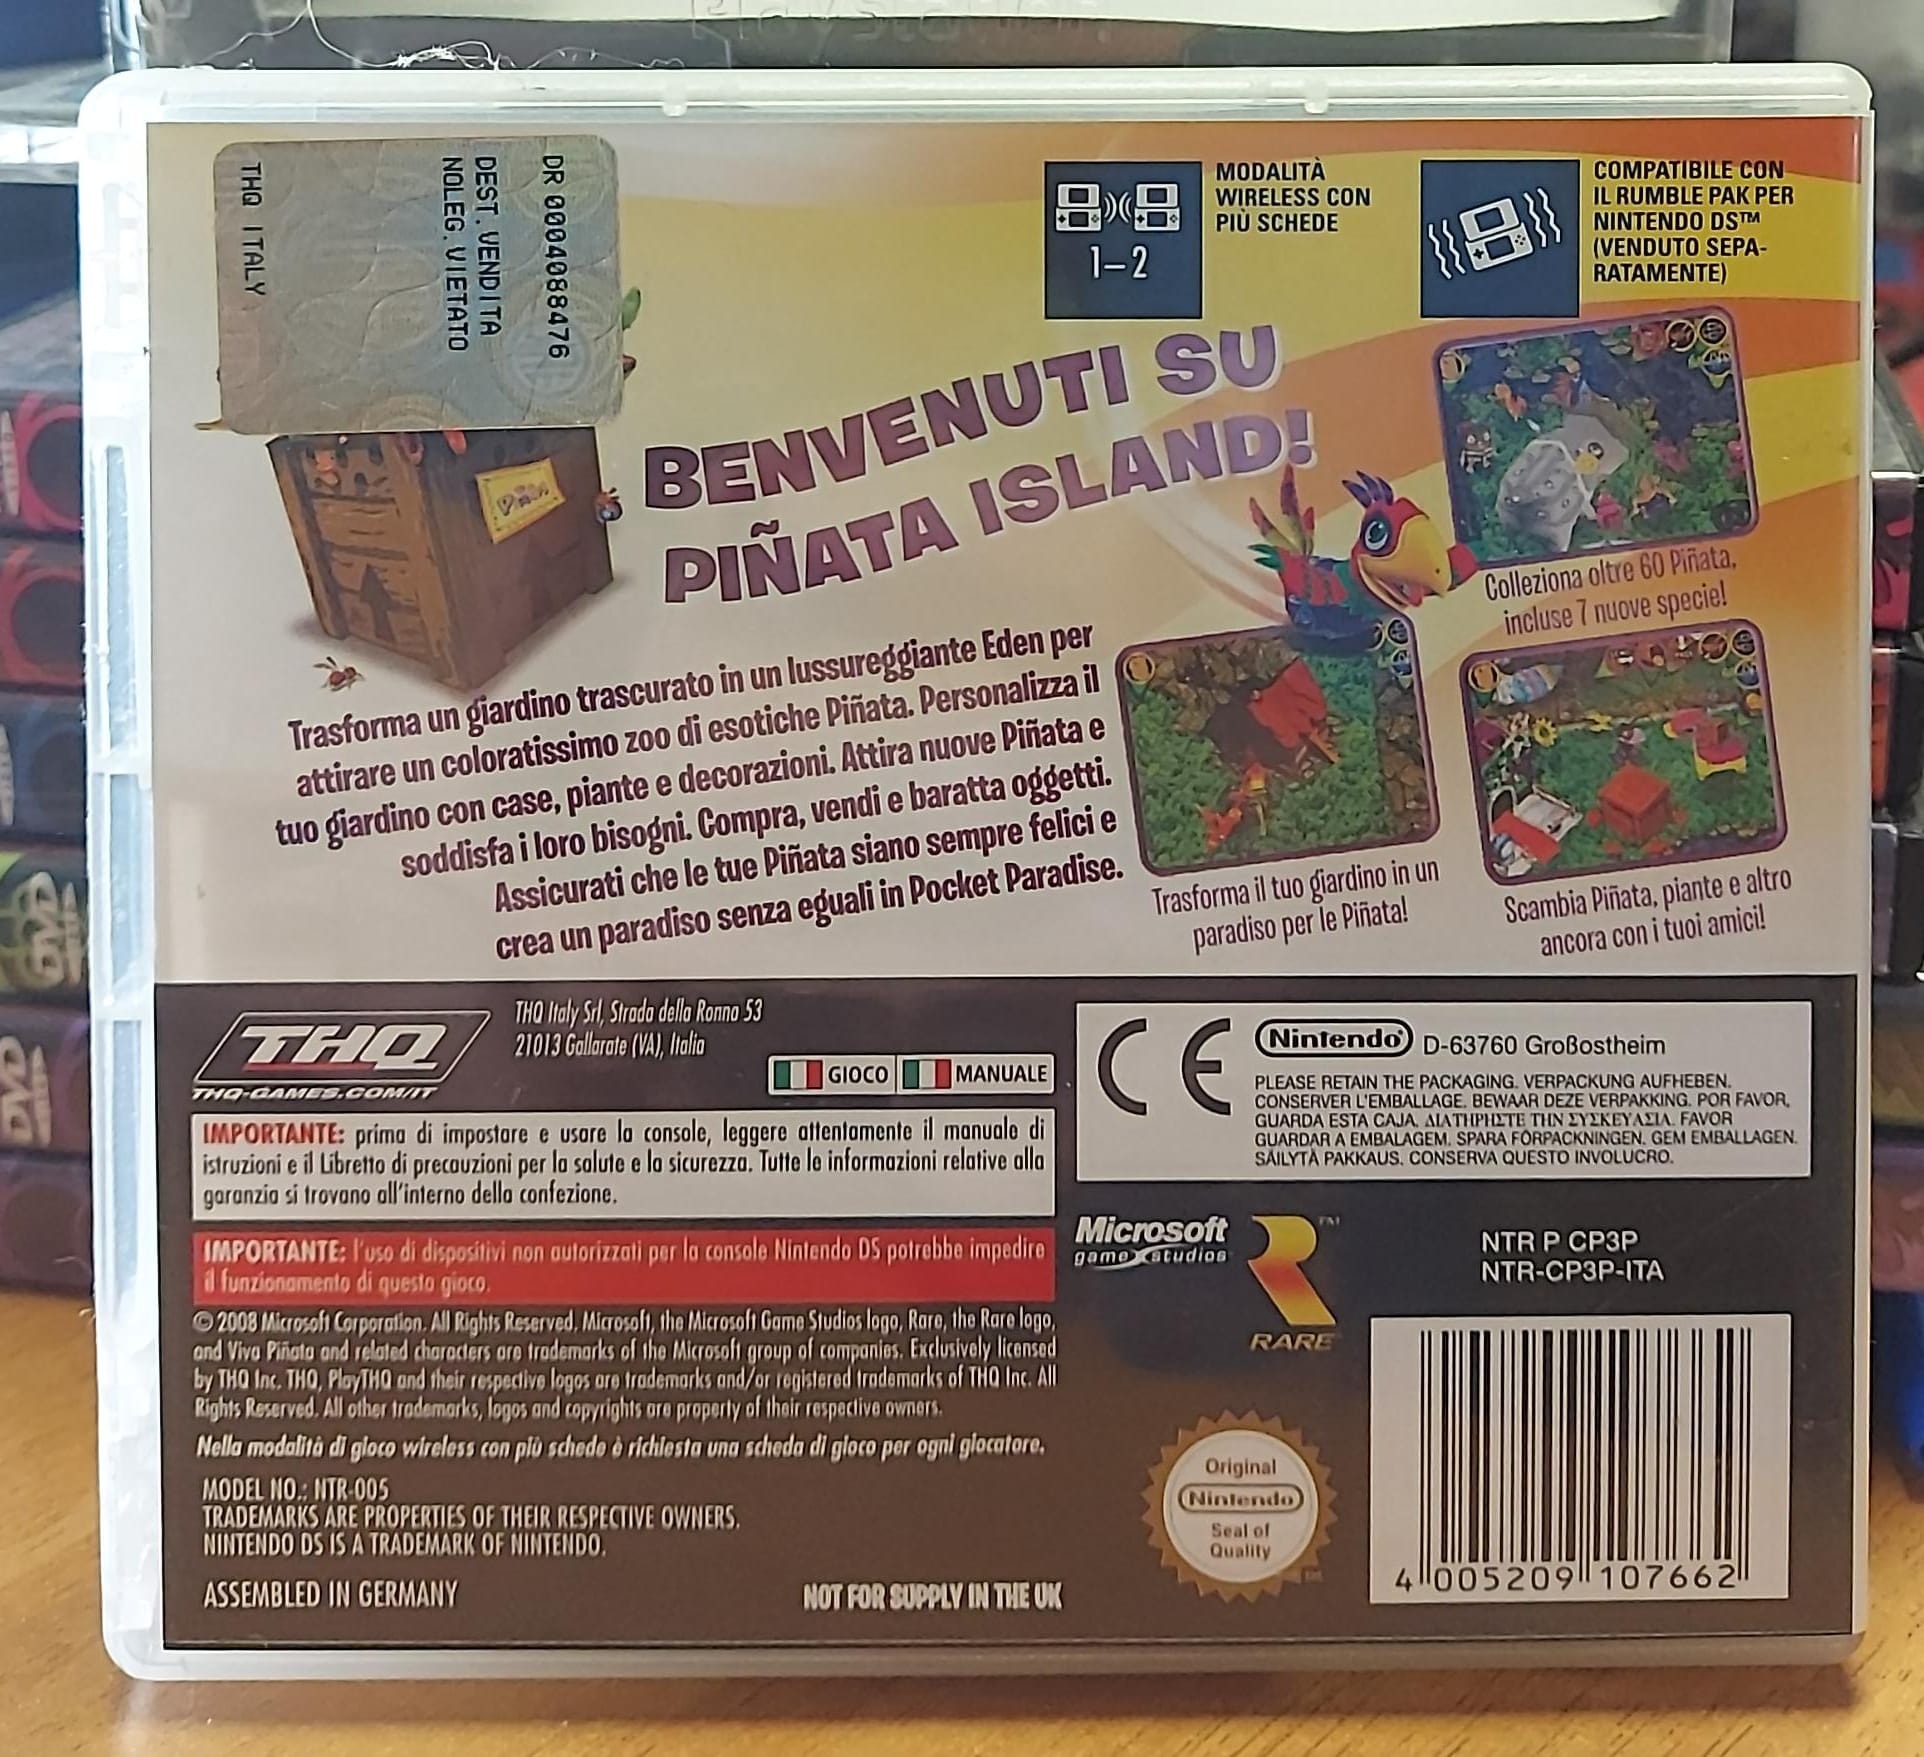 PlayStation
DR 0004088476
DEST. VENDITA
NOLEG. VIETATO
THQ ITALY
1–2
MODALITÀ
WIRELESS CON
PIÙ SCHEDE
COMPATIBILE CON
IL RUMBLE PAK PER
NINTENDO DS™
(VENDUTO SEPA-
RATAMENTE)
BENVENUTI SU
PIÑATA ISLAND!
Trasforma un giardino trascurato in un lussureggiante Eden per
attirare un coloratissimo zoo di esotiche Piñata. Personalizza il
tuo giardino con case, piante e decorazioni. Attira nuove Piñata e
soddisfa i loro bisogni. Compra, vendi e baratta oggetti.
Assicurati che le tue Piñata siano sempre felici e
crea un paradiso senza eguali in Pocket Paradise.
Colleziona oltre 60 Piñata,
incluse 7 nuove specie!
Trasforma il tuo giardino in un
paradiso per le Piñata!
Scambia Piñata, piante e altro
ancora con i tuoi amici!
THQ
THQ-GAMES.COM/IT
THQ Italy Srl, Strada della Ronna 53
21013 Gallarate (VA), Italia
GIOCO MANUALE
IMPORTANTE: prima di impostare e usare la console, leggere attentamente il manuale di
istruzioni e il Libretto di precauzioni per la salute e la sicurezza. Tutte le informazioni relative alla
garanzia si trovano all'interno della confezione.
IMPORTANTE: l'uso di dispositivi non autorizzati per la console Nintendo DS potrebbe impedire
il funzionamento di questo gioco.
© 2008 Microsoft Corporation. All Rights Reserved. Microsoft, the Microsoft Game Studios logo, Rare, the Rare logo,
and Viva Piñata and related characters are trademarks of the Microsoft group of companies. Exclusively licensed
by THQ Inc. THQ, PlayTHQ and their respective logos are trademarks and/or registered trademarks of THQ Inc. All
Rights Reserved. All other trademarks, logos and copyrights are property of their respective owners.
Nella modalità di gioco wireless con più schede è richiesta una scheda di gioco per ogni giocatore.
MODEL NO.: NTR-005
TRADEMARKS ARE PROPERTIES OF THEIR RESPECTIVE OWNERS.
NINTENDO DS IS A TRADEMARK OF NINTENDO.
ASSEMBLED IN GERMANY
NOT FOR SUPPLY IN THE UK
CE
Nintendo® D-63760 Großostheim
PLEASE RETAIN THE PACKAGING. VERPACKUNG AUFHEBEN.
CONSERVER L'EMBALLAGE. BEWAAR DEZE VERPAKKING. POR FAVOR,
GUARDA ESTA CAJA. ΔΙΑΤΗΡΗΣΤΕ ΤΗΝ ΣΥΣΚΕΥΑΣΙΑ. FAVOR
GUARDAR A EMBALAGEM. SPARA FÖRPACKNINGEN. GEM EMBALLAGEN.
SÄILYTÄ PAKKAUS. CONSERVA QUESTO INVOLUCRO.
Microsoft
game studios
RARE
NTR P CP3P
NTR-CP3P-ITA
Original
Nintendo
Seal of
Quality
4 005209 107662
DVD
DVD